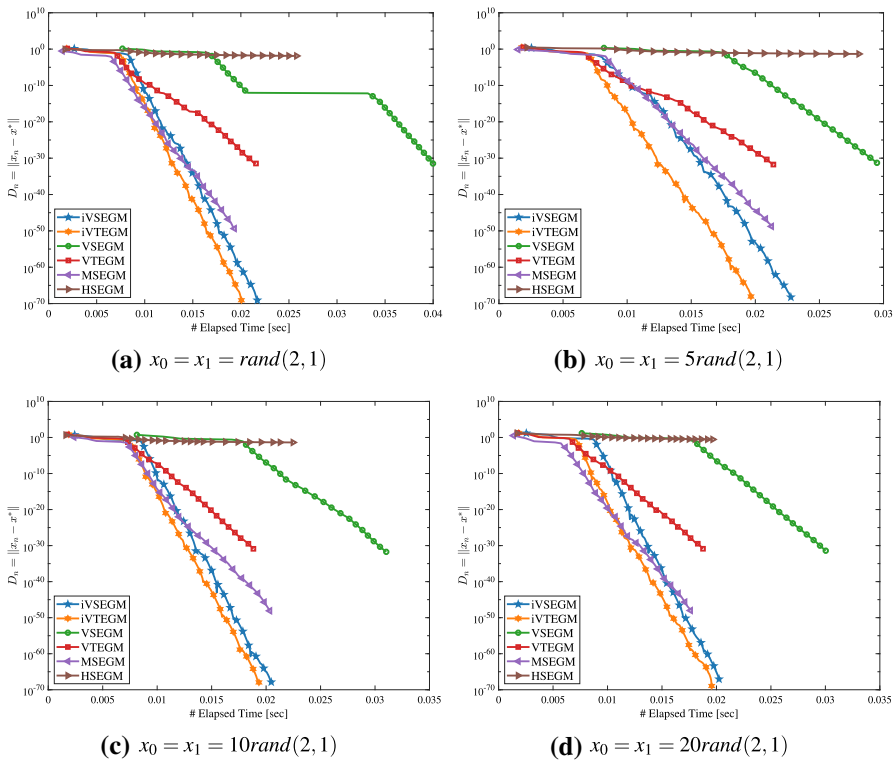 10^10
10^0
10^-10
10^-20
10^-30
10^-40
10^-50
10^-60
10^-70
D_n = ||x_n − x*||
iVSEGM
iVTEGM
VSEGM
VTEGM
MSEGM
HSEGM
0 0.005 0.01 0.015 0.02 0.025 0.03 0.035 0.04
# Elapsed Time [sec]
(a) x_0 = x_1 = rand(2,1)
10^10
10^0
10^-10
10^-20
10^-30
10^-40
10^-50
10^-60
10^-70
D_n = ||x_n − x*||
iVSEGM
iVTEGM
VSEGM
VTEGM
MSEGM
HSEGM
0 0.005 0.01 0.015 0.02 0.025 0.03
# Elapsed Time [sec]
(b) x_0 = x_1 = 5rand(2,1)
10^10
10^0
10^-10
10^-20
10^-30
10^-40
10^-50
10^-60
10^-70
D_n = ||x_n − x*||
iVSEGM
iVTEGM
VSEGM
VTEGM
MSEGM
HSEGM
0 0.005 0.01 0.015 0.02 0.025 0.03 0.035
# Elapsed Time [sec]
(c) x_0 = x_1 = 10rand(2,1)
10^10
10^0
10^-10
10^-20
10^-30
10^-40
10^-50
10^-60
10^-70
D_n = ||x_n − x*||
iVSEGM
iVTEGM
VSEGM
VTEGM
MSEGM
HSEGM
0 0.005 0.01 0.015 0.02 0.025 0.03 0.035
# Elapsed Time [sec]
(d) x_0 = x_1 = 20rand(2,1)